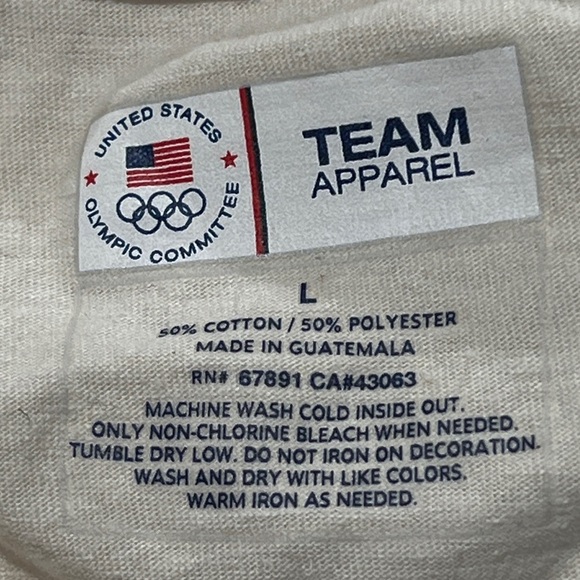 UNITED STATES
OLYMPIC COMMITTEE
TEAM
APPAREL
L
50% COTTON / 50% POLYESTER
MADE IN GUATEMALA
RN# 67891 CA#43063
MACHINE WASH COLD INSIDE OUT.
ONLY NON-CHLORINE BLEACH WHEN NEEDED.
TUMBLE DRY LOW. DO NOT IRON ON DECORATION.
WASH AND DRY WITH LIKE COLORS.
WARM IRON AS NEEDED.